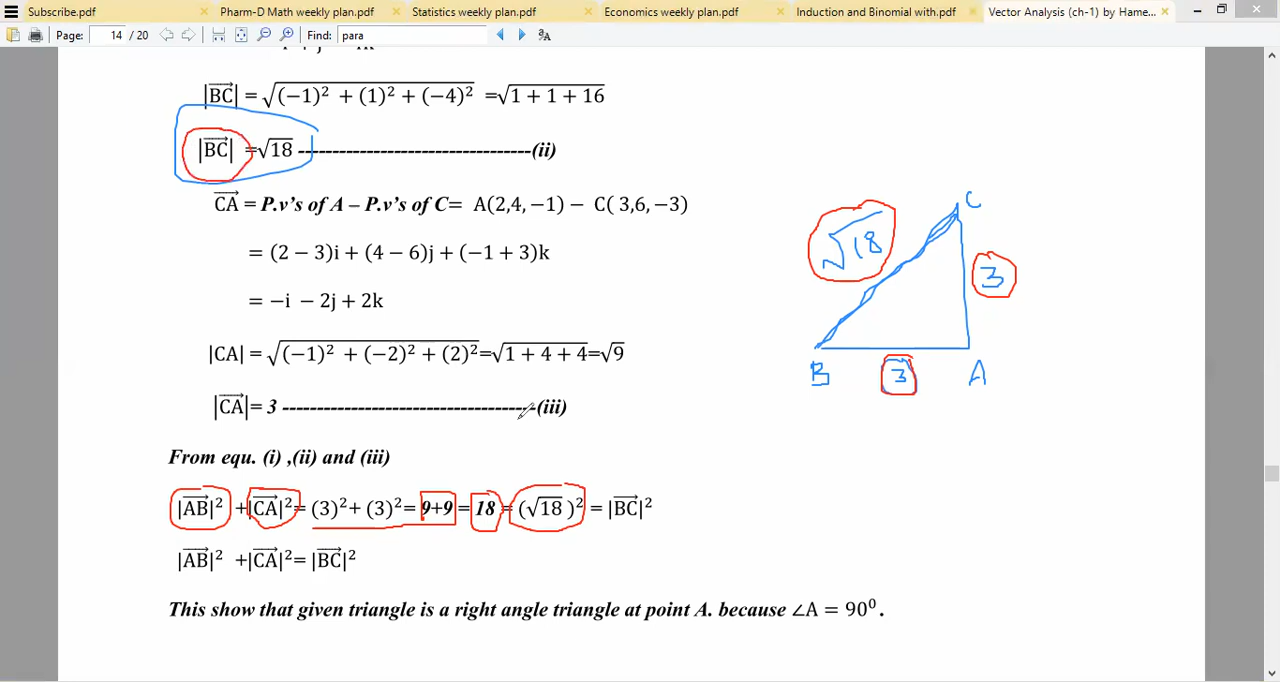 Subscribe.pdf Pharm-D Math weekly plan.pdf Statistics weekly plan.pdf Economics weekly plan.pdf Induction and Binomial with.pdf Vector Analysis (ch-1) by Hame...
Page: 14 / 20 Find: para
|BC⃗| = √((−1)² + (1)² + (−4)²) =√(1 + 1 + 16)
|BC⃗| =√18 -----------------------------------(ii)
CA⃗ = P.v's of A – P.v's of C= A(2,4, −1) − C( 3,6, −3)
= (2 − 3)i + (4 − 6)j + (−1 + 3)k
= −i − 2j + 2k
|CA| = √((−1)² + (−2)² + (2)²)=√(1 + 4 + 4)=√9
|CA⃗|= 3 --------------------------------------(iii)
From equ. (i) ,(ii) and (iii)
|AB⃗|² +|CA⃗|²= (3)²+ (3)²= 9+9 = 18 = (√18 )² = |BC⃗|²
|AB⃗|² +|CA⃗|²= |BC⃗|²
This show that given triangle is a right angle triangle at point A. because ∠A = 90⁰.
C
√18
3
B 3 A